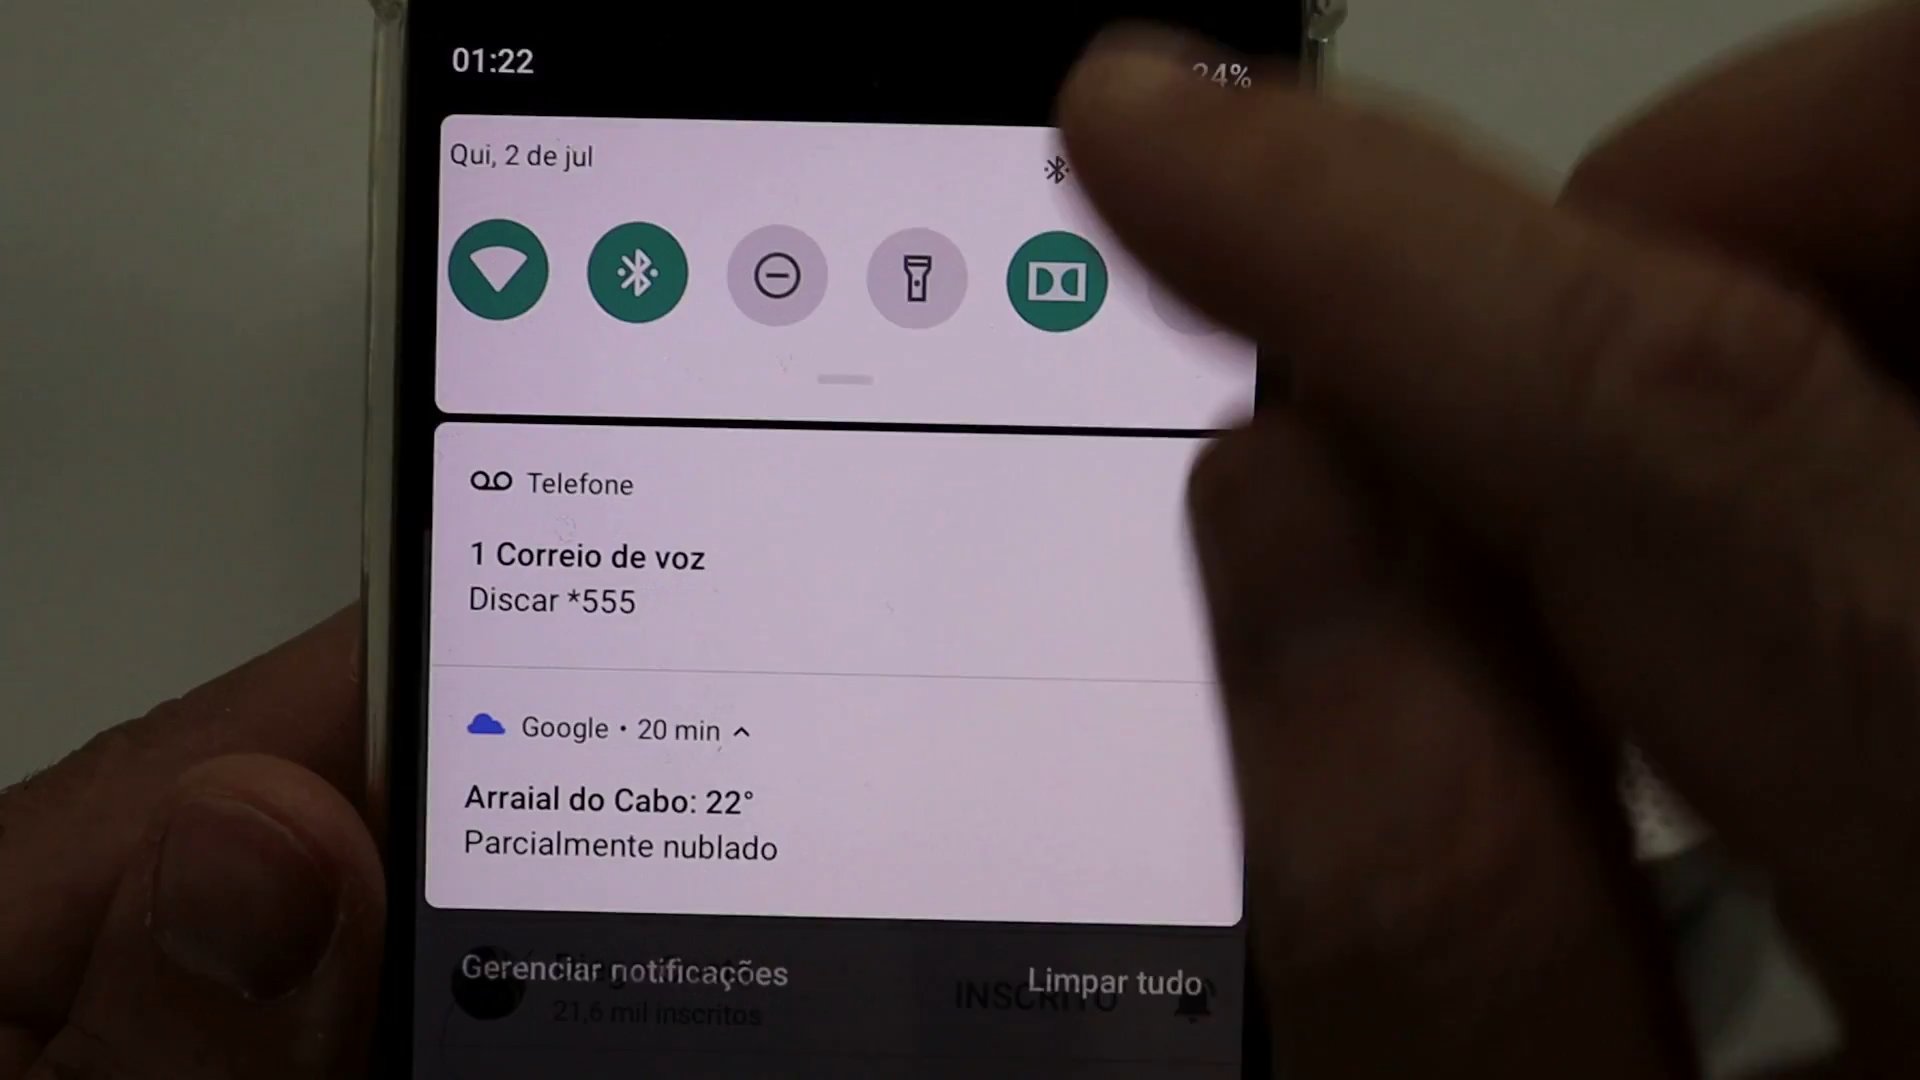 01:22
24%
Qui, 2 de jul
Telefone
1 Correio de voz
Discar *555
Google • 20 min
Arraial do Cabo: 22°
Parcialmente nublado
Gerenciar notificações
Limpar tudo
INSCRITO
21,6 mil inscritos